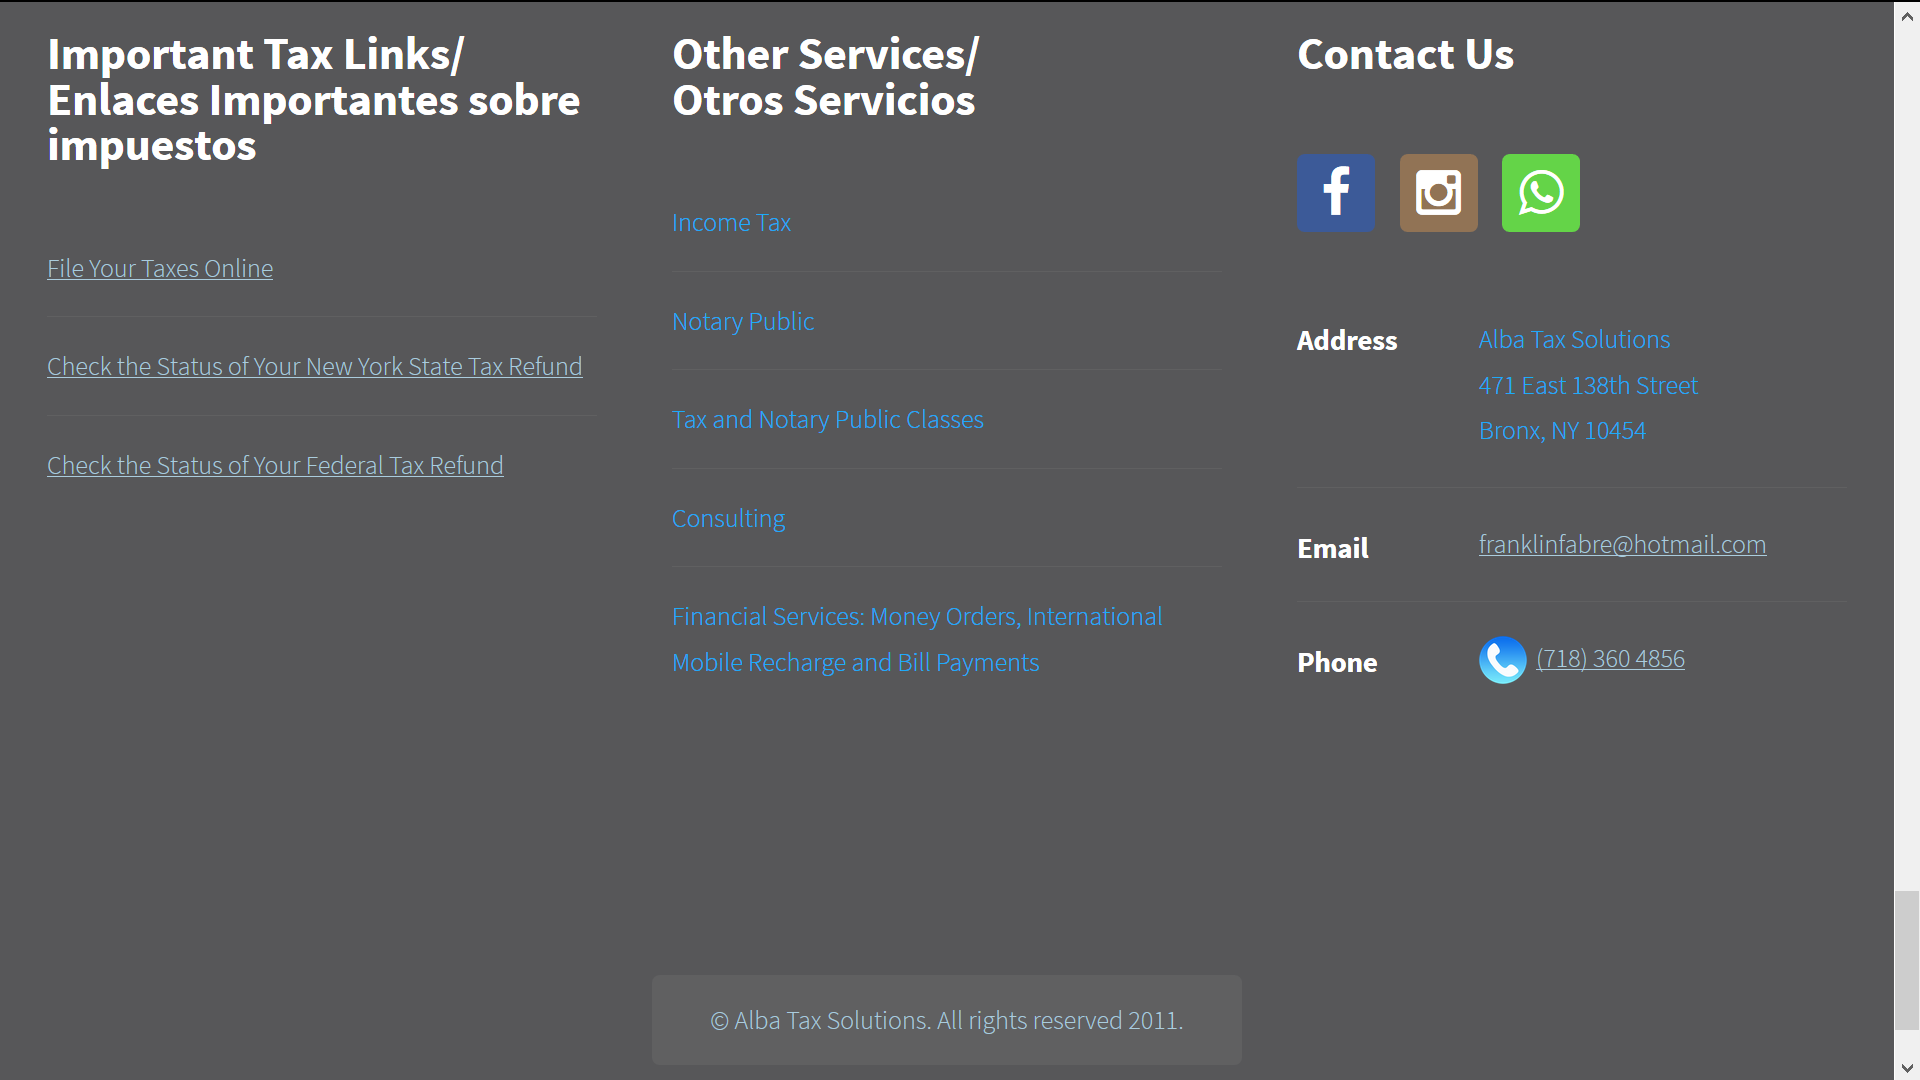 Important Tax Links/
Enlaces Importantes sobre
impuestos
File Your Taxes Online
Check the Status of Your New York State Tax Refund
Check the Status of Your Federal Tax Refund
Other Services/
Otros Servicios
Income Tax
Notary Public
Tax and Notary Public Classes
Consulting
Financial Services: Money Orders, International
Mobile Recharge and Bill Payments
Contact Us
Address
Alba Tax Solutions
471 East 138th Street
Bronx, NY 10454
Email
franklinfabre@hotmail.com
Phone
(718) 360 4856
© Alba Tax Solutions. All rights reserved 2011.